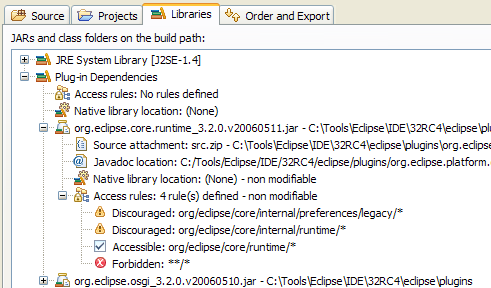 Source Projects Libraries Order and Export
JARs and class folders on the build path:
JRE System Library [J2SE-1.4]
Plug-in Dependencies
Access rules: No rules defined
Native library location: (None)
org.eclipse.core.runtime_3.2.0.v20060511.jar - C:\Tools\Eclipse\IDE\32RC4\eclipse\plu
Source attachment: src.zip - C:\Tools\Eclipse\IDE\32RC4\eclipse\plugins\org.ec
Javadoc location: C:/Tools/Eclipse/IDE/32RC4/eclipse/plugins/org.eclipse.platform.
Native library location: (None) - non modifiable
Access rules: 4 rule(s) defined - non modifiable
Discouraged: org/eclipse/core/internal/preferences/legacy/*
Discouraged: org/eclipse/core/internal/runtime/*
Accessible: org/eclipse/core/runtime/*
Forbidden: **/*
org.eclipse.osgi_3.2.0.v20060510.jar - C:\Tools\Eclipse\IDE\32RC4\eclipse\plugins